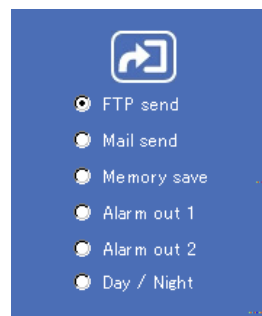 FTP send
Mail send
Memory save
Alarm out 1
Alarm out 2
Day / Night